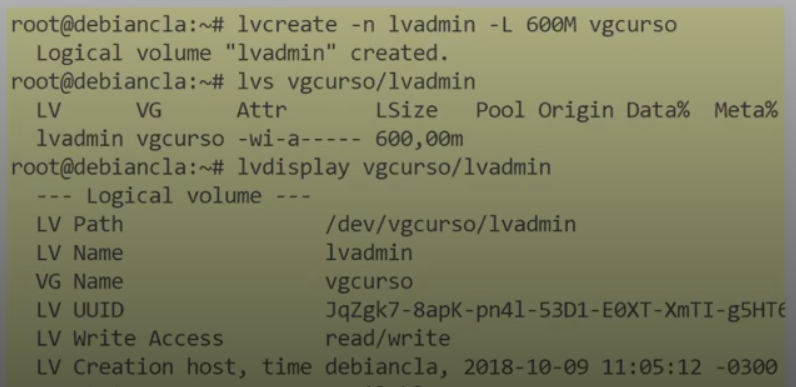 root@debiancla:~# lvcreate -n lvadmin -L 600M vgcurso
Logical volume "lvadmin" created.
root@debiancla:~# lvs vgcurso/lvadmin
LV VG Attr LSize Pool Origin Data% Meta%
lvadmin vgcurso -wi-a----- 600,00m
root@debiancla:~# lvdisplay vgcurso/lvadmin
--- Logical volume ---
LV Path /dev/vgcurso/lvadmin
LV Name lvadmin
VG Name vgcurso
LV UUID JqZgk7-8apK-pn4l-53D1-E0XT-XmTI-g5HT6
LV Write Access read/write
LV Creation host, time debiancla, 2018-10-09 11:05:12 -0300